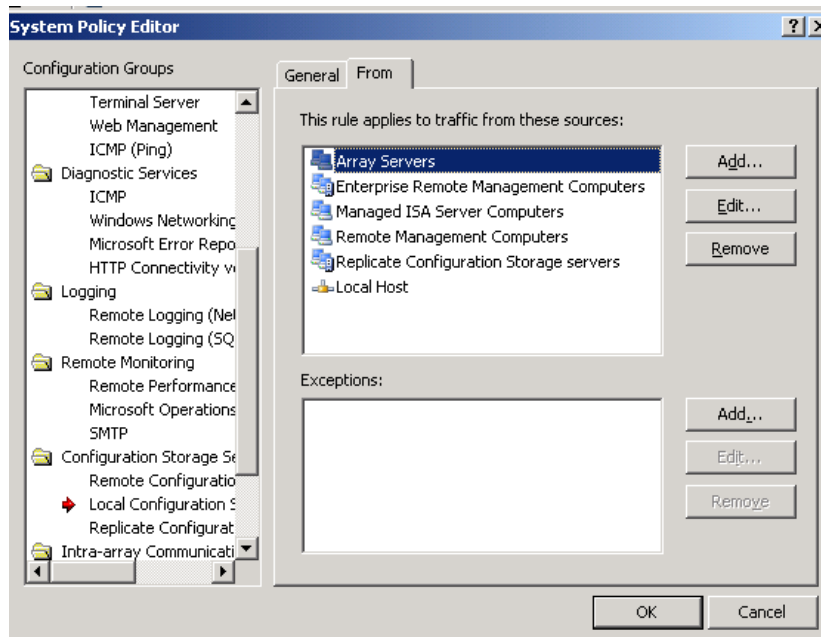 System Policy Editor
Configuration Groups
Terminal Server
Web Management
ICMP (Ping)
Diagnostic Services
ICMP
Windows Networking
Microsoft Error Repo
HTTP Connectivity v
Logging
Remote Logging (Ne
Remote Logging (SQ
Remote Monitoring
Remote Performance
Microsoft Operations
SMTP
Configuration Storage Se
Remote Configuratio
Local Configuration S
Replicate Configurat
Intra-array Communicati
General
From
This rule applies to traffic from these sources:
Array Servers
Enterprise Remote Management Computers
Managed ISA Server Computers
Remote Management Computers
Replicate Configuration Storage servers
Local Host
Add...
Edit...
Remove
Exceptions:
Add...
Edit...
Remove
OK
Cancel